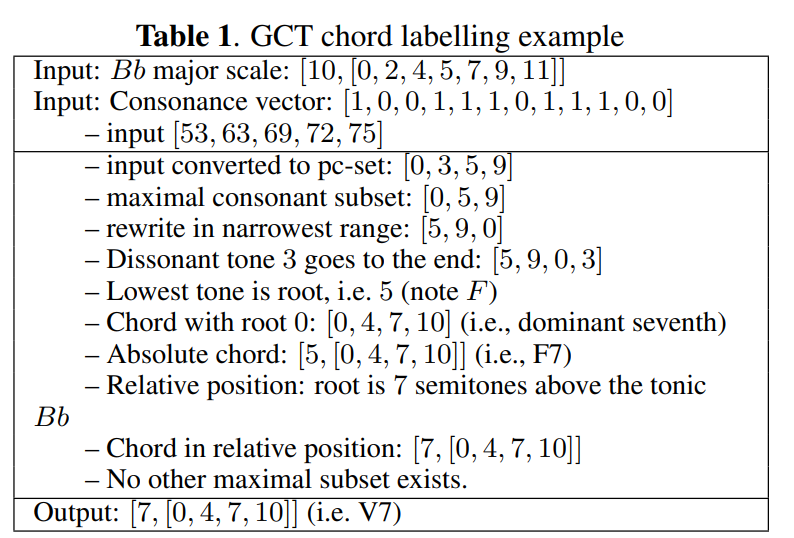 Table 1. GCT chord labelling example
Input: Bb major scale: [10, [0, 2, 4, 5, 7, 9, 11]]
Input: Consonance vector: [1, 0, 0, 1, 1, 1, 0, 1, 1, 1, 0, 0]
– input [53, 63, 69, 72, 75]
– input converted to pc-set: [0, 3, 5, 9]
– maximal consonant subset: [0, 5, 9]
– rewrite in narrowest range: [5, 9, 0]
– Dissonant tone 3 goes to the end: [5, 9, 0, 3]
– Lowest tone is root, i.e. 5 (note F)
– Chord with root 0: [0, 4, 7, 10] (i.e., dominant seventh)
– Absolute chord: [5, [0, 4, 7, 10]] (i.e., F7)
– Relative position: root is 7 semitones above the tonic
Bb
– Chord in relative position: [7, [0, 4, 7, 10]]
– No other maximal subset exists.
Output: [7, [0, 4, 7, 10]] (i.e. V7)